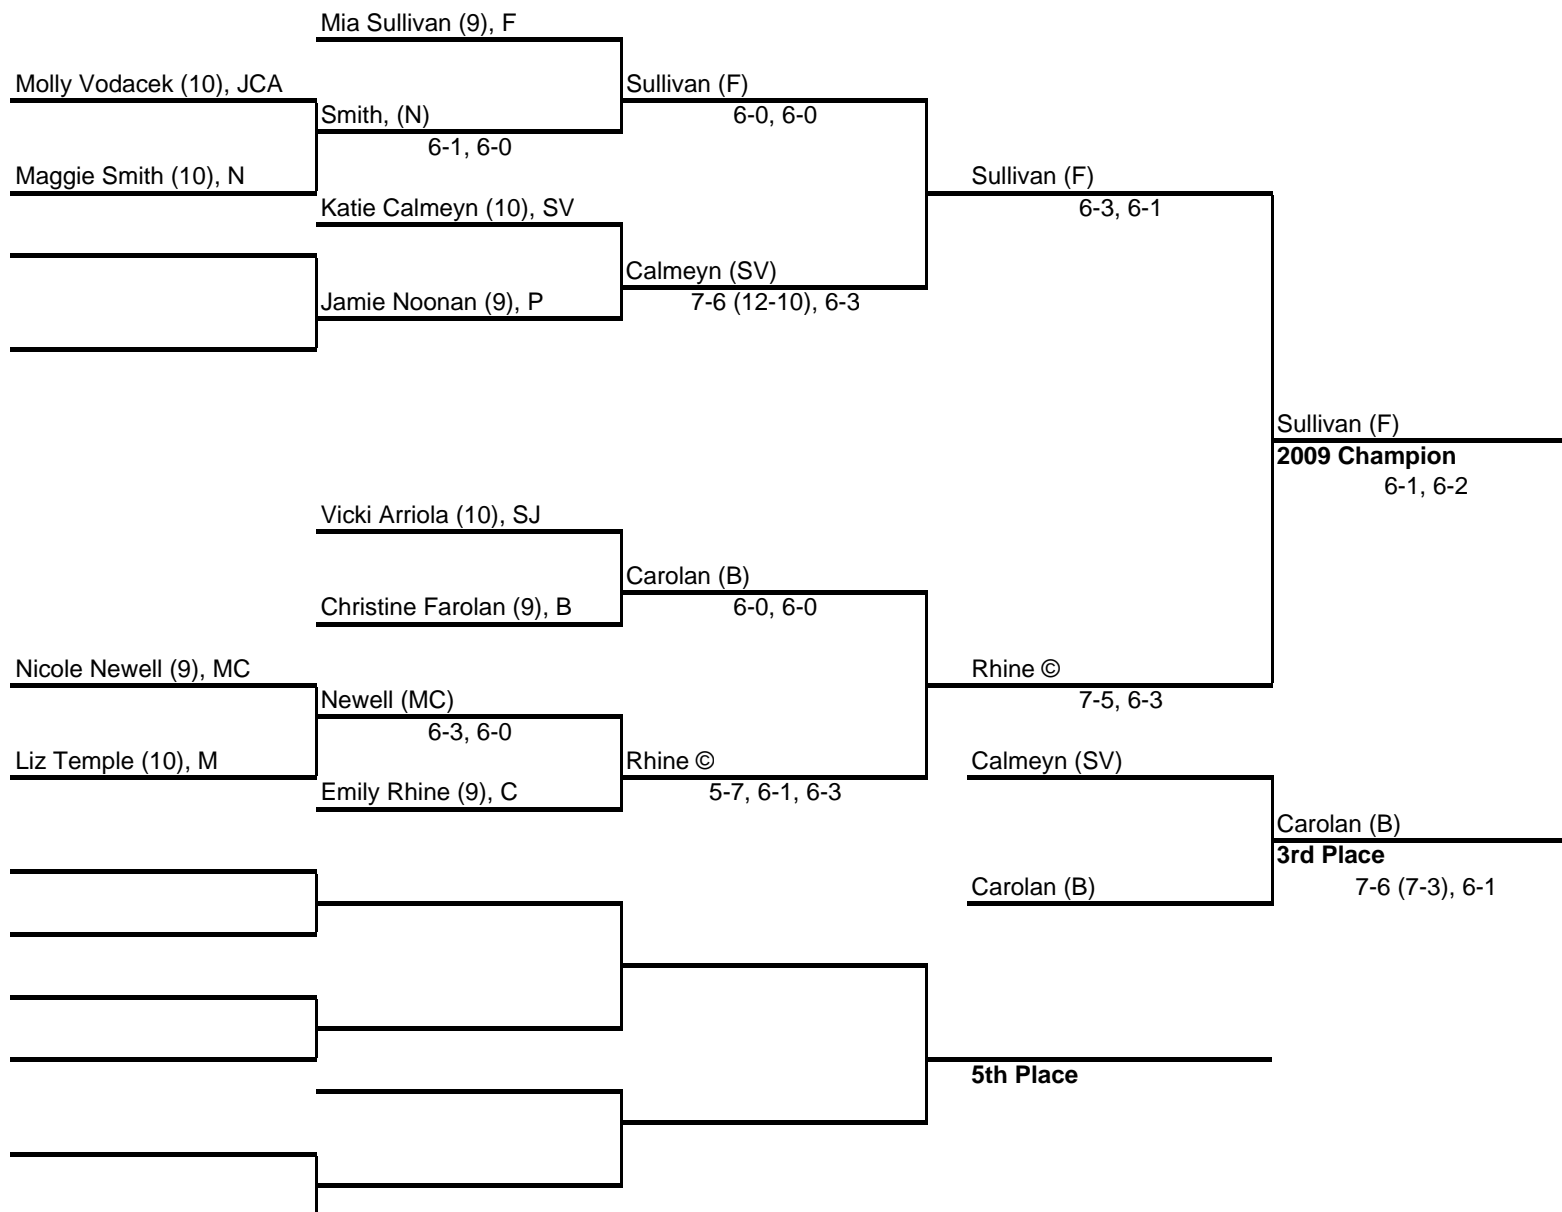 Mia Sullivan (9), F
Molly Vodacek (10), JCA
Sullivan (F)
Smith, (N)
6-0, 6-0
6-1, 6-0
Maggie Smith (10), N
Sullivan (F)
Katie Calmeyn (10), SV
6-3, 6-1
Calmeyn (SV)
Jamie Noonan (9), P
7-6 (12-10), 6-3
Sullivan (F)
2009 Champion
6-1, 6-2
Vicki Arriola (10), SJ
Carolan (B)
Christine Farolan (9), B
6-0, 6-0
Nicole Newell (9), MC
Rhine ©
Newell (MC)
7-5, 6-3
6-3, 6-0
Liz Temple (10), M
Rhine ©
Calmeyn (SV)
Emily Rhine (9), C
5-7, 6-1, 6-3
Carolan (B)
3rd Place
Carolan (B)
7-6 (7-3), 6-1
5th Place